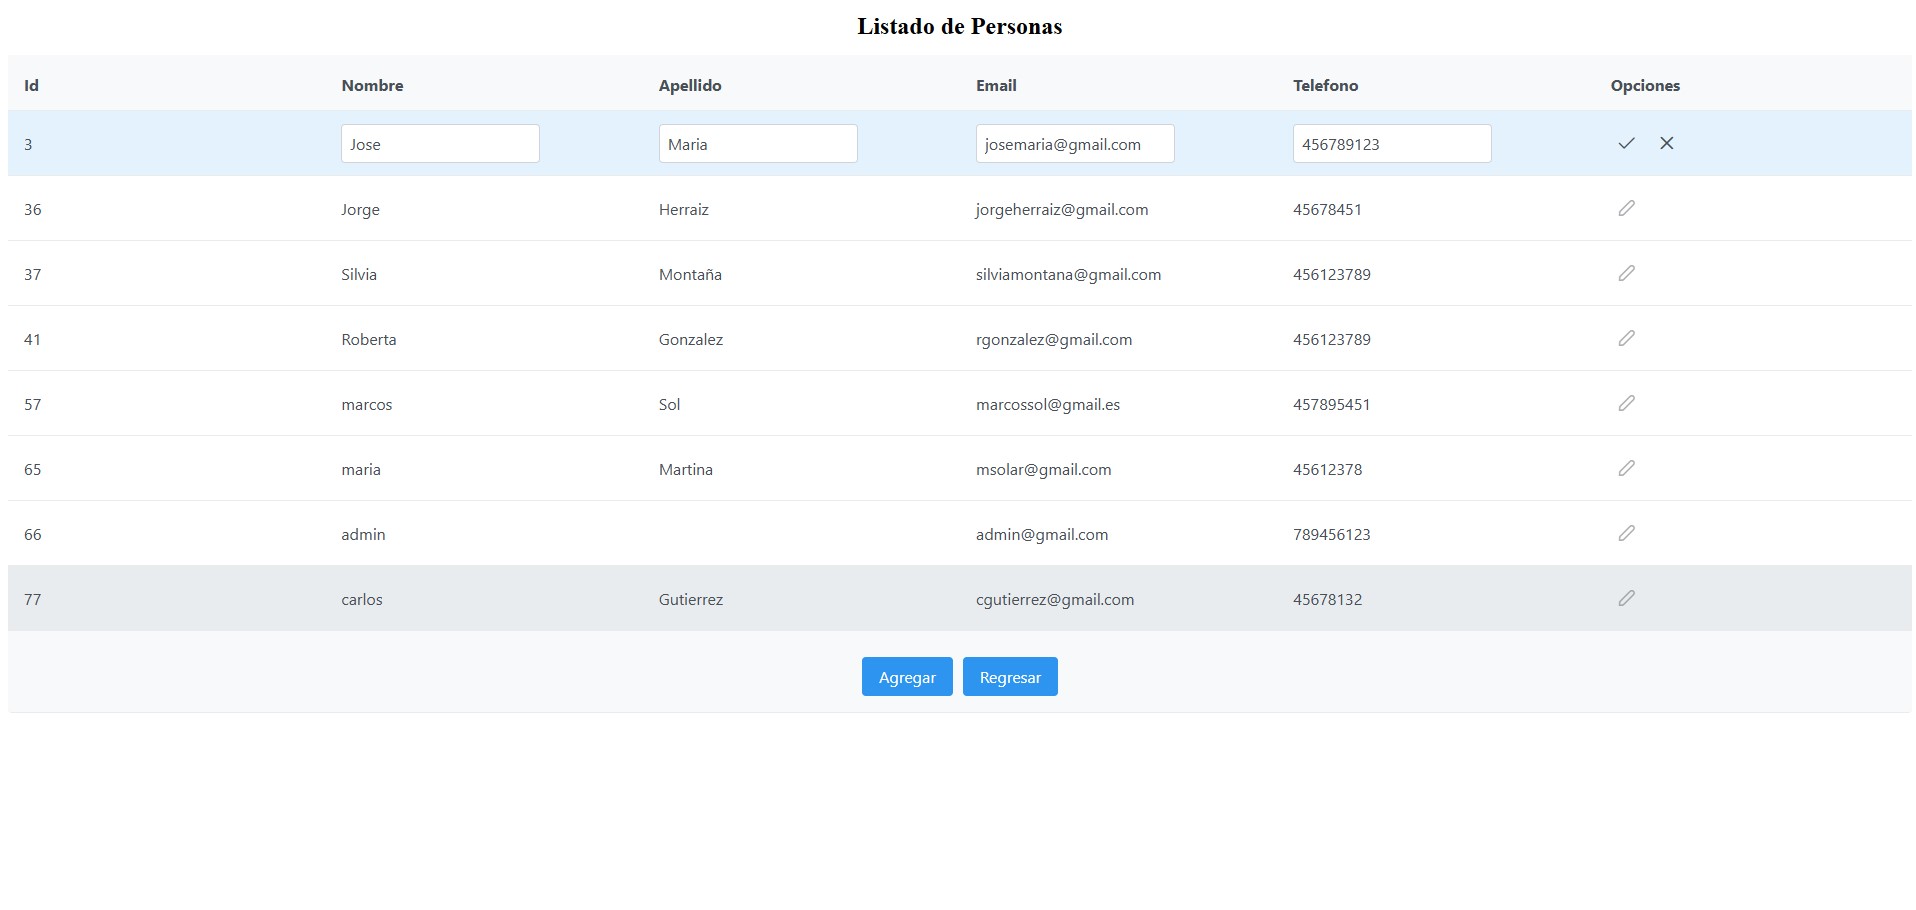 Listado de Personas
Id Nombre Apellido Email Telefono Opciones
3 Jose Maria josemaria@gmail.com 456789123
36 Jorge Herraiz jorgeherraiz@gmail.com 45678451
37 Silvia Montaña silviamontana@gmail.com 456123789
41 Roberta Gonzalez rgonzalez@gmail.com 456123789
57 marcos Sol marcossol@gmail.es 457895451
65 maria Martina msolar@gmail.com 45612378
66 admin admin@gmail.com 789456123
77 carlos Gutierrez cgutierrez@gmail.com 45678132
Agregar Regresar